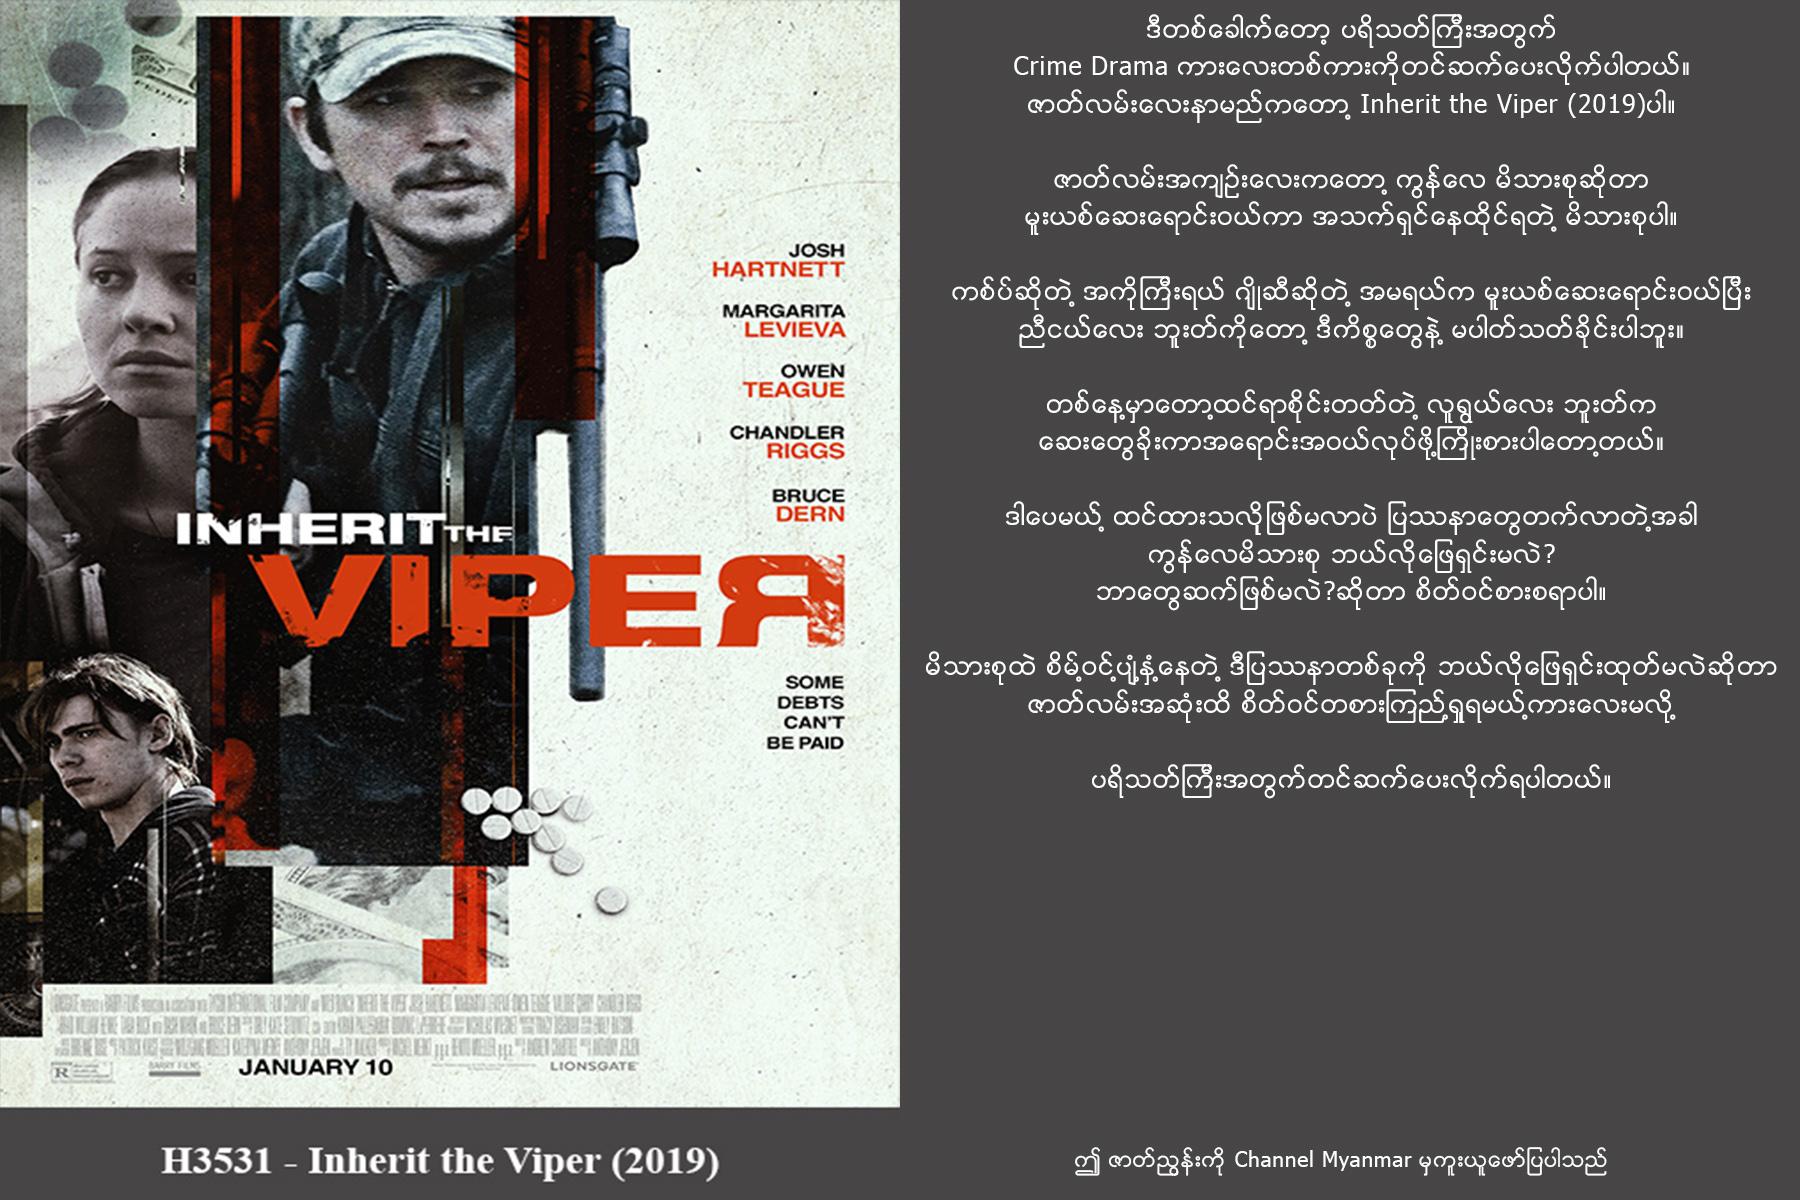 JOSH
HARTNETT
MARGARITA
LEVIEVA
OWEN
TEAGUE
CHANDLER
RIGGS
BRUCE
DERN
INHERIT THE
VIPER
SOME
DEBTS
CAN'T
BE PAID
JANUARY 10
R
BARRY FILMS
LIONSGATE
H3531 - Inherit the Viper (2019)
ဒီတစ်ခေါက်တော့ ပရိသတ်ကြီးအတွက်
Crime Drama ကားလေးတစ်ကားကိုတင်ဆက်ပေးလိုက်ပါတယ်။
ဇာတ်လမ်းလေးနာမည်ကတော့ Inherit the Viper (2019)ပါ။
ဇာတ်လမ်းအကျဉ်းလေးကတော့ ကွန်လေ မိသားစုဆိုတာ
မူးယစ်ဆေးရောင်းဝယ်ကာ အသက်ရှင်နေထိုင်ရတဲ့ မိသားစုပါ။
ကစ်ပ်ဆိုတဲ့ အကိုကြီးရယ် ဂျိုဆီဆိုတဲ့ အမရယ်က မူးယစ်ဆေးရောင်းဝယ်ပြီး
ညီငယ်လေး ဘူးတ်ကိုတော့ ဒီကိစ္စတွေနဲ့ မပါတ်သတ်ခိုင်းပါဘူး။
တစ်နေ့မှာတော့ထင်ရာစိုင်းတတ်တဲ့ လူရွယ်လေး ဘူးတ်က
ဆေးတွေခိုးကာအရောင်းအဝယ်လုပ်ဖို့ကြိုးစားပါတော့တယ်။
ဒါပေမယ့် ထင်ထားသလိုဖြစ်မလာပဲ ပြဿနာတွေတက်လာတဲ့အခါ
ကွန်လေမိသားစု ဘယ်လိုဖြေရှင်းမလဲ?
ဘာတွေဆက်ဖြစ်မလဲ?ဆိုတာ စိတ်ဝင်စားစရာပါ။
မိသားစုထဲ စိမ့်ဝင့်ပျံ့နှံ့နေတဲ့ ဒီပြဿနာတစ်ခုကို ဘယ်လိုဖြေရှင်းထုတ်မလဲဆိုတာ
ဇာတ်လမ်းအဆုံးထိ စိတ်ဝင်တစားကြည့်ရှုရမယ့်ကားလေးမလို့
ပရိသတ်ကြီးအတွက်တင်ဆက်ပေးလိုက်ရပါတယ်။
ဤ ဇာတ်ညွှန်းကို Channel Myanmar မှကူးယူဖော်ပြပါသည်